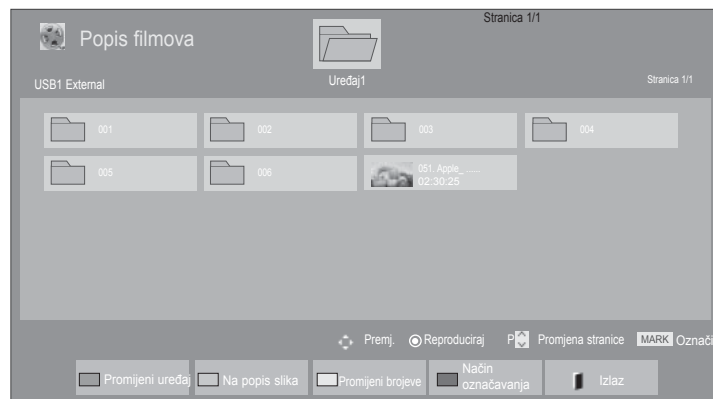 Stranica 1/1
Popis filmova
USB1 External
Uređaj1
Stranica 1/1
001
002
003
004
005
006
051. Apple_ ......
02:30:25
Premj.
Reproduciraj
P
Promjena stranice
MARK Označi
Promijeni uređaj
Na popis slika
Promijeni brojeve
Način
označavanja
Izlaz